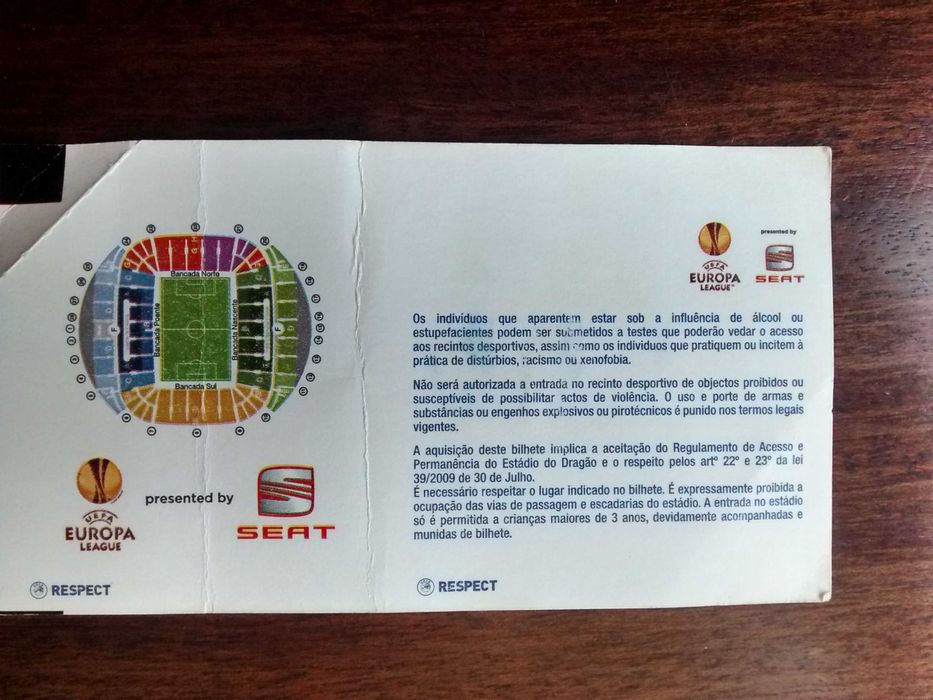 Bancada Norte
Bancada Poente
Bancada Nascente
Bancada Sul
UEFA
EUROPA
LEAGUE
presented by
SEAT
RESPECT
UEFA
EUROPA
LEAGUE™
presented by
SEAT
Os indivíduos que aparentem estar sob a influência de álcool ou
estupefacientes podem ser submetidos a testes que poderão vedar o acesso
aos recintos desportivos, assim como os individuos que pratiquem ou incitem à
prática de distúrbios, racismo ou xenofobia.
Não será autorizada a entrada no recinto desportivo de objectos proibidos ou
susceptíveis de possibilitar actos de violência. O uso e porte de armas e
substâncias ou engenhos explosivos ou pirotécnicos é punido nos termos legais
vigentes.
A aquisição deste bilhete implica a aceitação do Regulamento de Acesso e
Permanência do Estádio do Dragão e o respeito pelos artº 22º e 23º da lei
39/2009 de 30 de Julho.
É necessário respeitar o lugar indicado no bilhete. É expressamente proibida a
ocupação das vias de passagem e escadarias do estádio. A entrada no estádio
só é permitida a crianças maiores de 3 anos, devidamente acompanhadas e
munidas de bilhete.
RESPECT